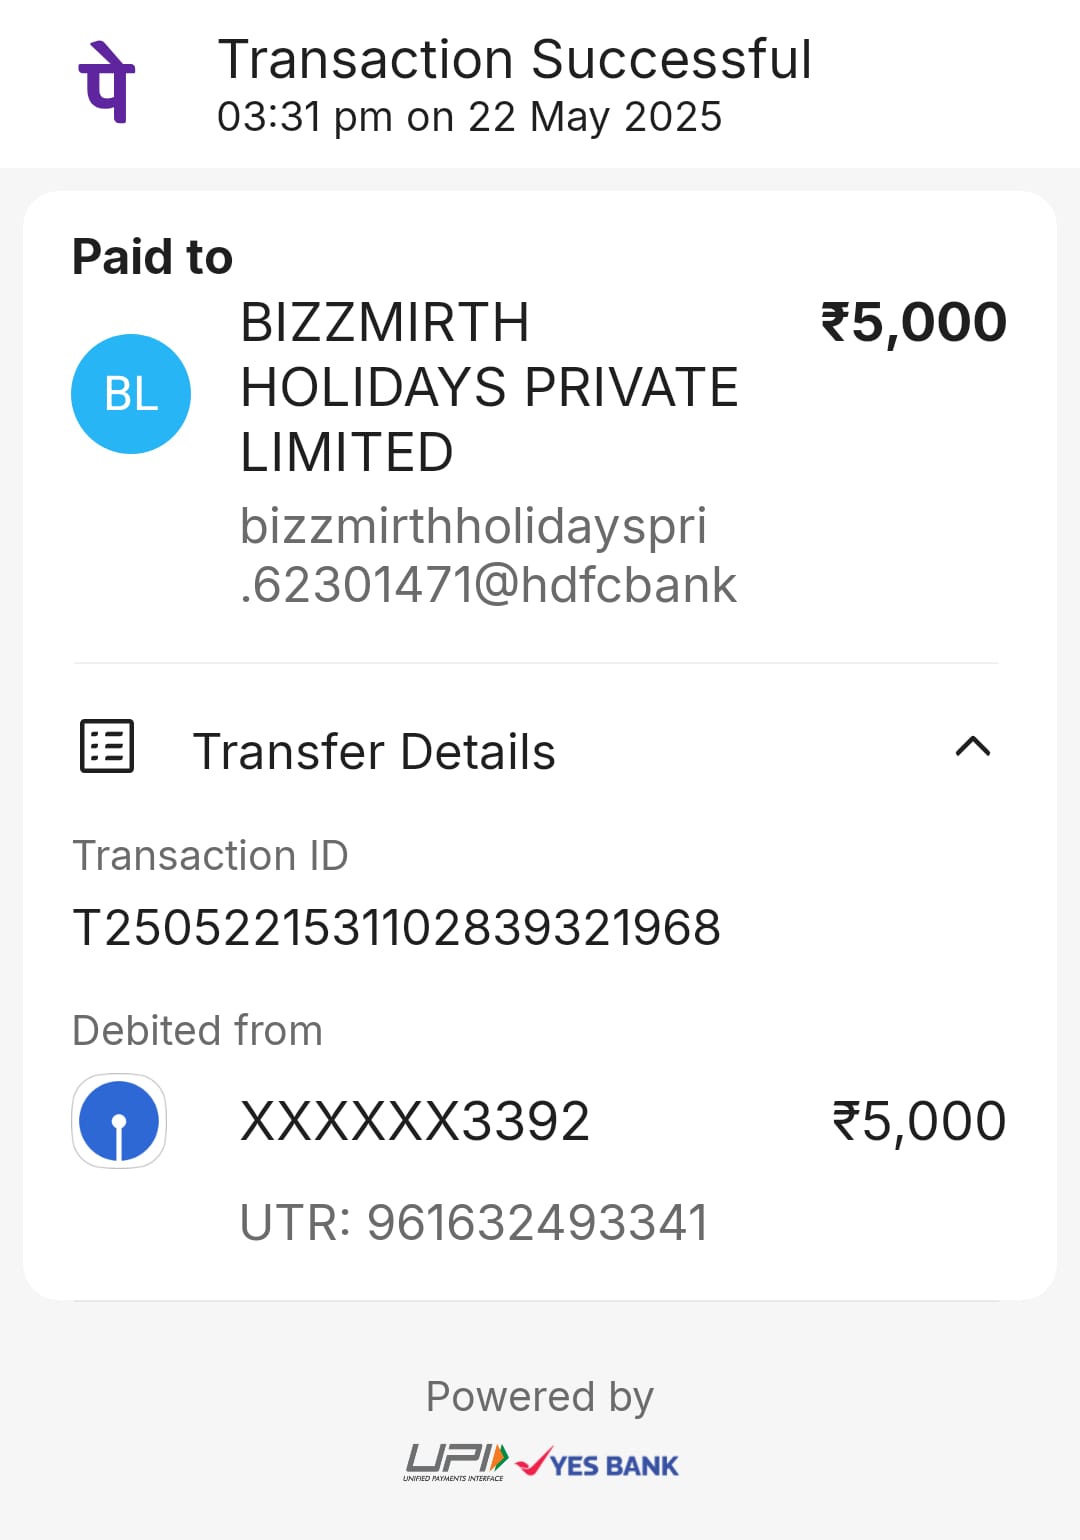 पे
Transaction Successful
03:31 pm on 22 May 2025
Paid to
BL
BIZZMIRTH
HOLIDAYS PRIVATE
LIMITED
₹5,000
bizzmirthholidayspri
.62301471@hdfcbank
Transfer Details
Transaction ID
T2505221531102839321968
Debited from
XXXXXX3392
₹5,000
UTR: 961632493341
Powered by
UPI
UNIFIED PAYMENTS INTERFACE
YES BANK